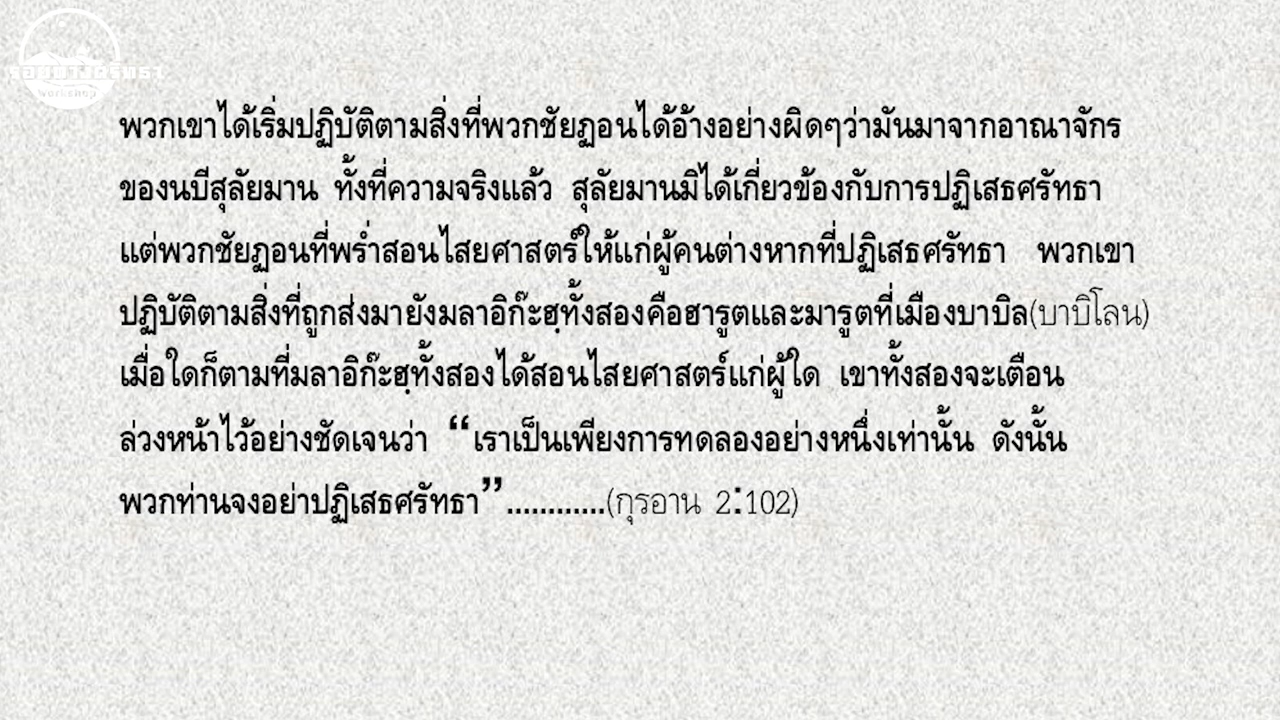 พวกเขาได้เริ่มปฏิบัติตามสิ่งที่พวกชัยฏอนได้อ้างอย่างผิดๆว่ามันมาจากอาณาจักร
ของนบีสุลัยมาน ทั้งที่ความจริงแล้ว สุลัยมานมิได้เกี่ยวข้องกับการปฏิเสธศรัทธา
แต่พวกชัยฏอนที่พร่ำสอนไสยศาสตร์ให้แก่ผู้คนต่างหากที่ปฏิเสธศรัทธา พวกเขา
ปฏิบัติตามสิ่งที่ถูกส่งมายังมลาอิก๊ะฮฺทั้งสองคือฮารูตและมารูตที่เมืองบาบิล(บาบิโลน)
เมื่อใดก็ตามที่มลาอิก๊ะฮฺทั้งสองได้สอนไสยศาสตร์แก่ผู้ใด เขาทั้งสองจะเตือน
ล่วงหน้าไว้อย่างชัดเจนว่า “เราเป็นเพียงการทดลองอย่างหนึ่งเท่านั้น ดังนั้น
พวกท่านจงอย่าปฏิเสธศรัทธา”............(กุรอาน 2:102)
workshop